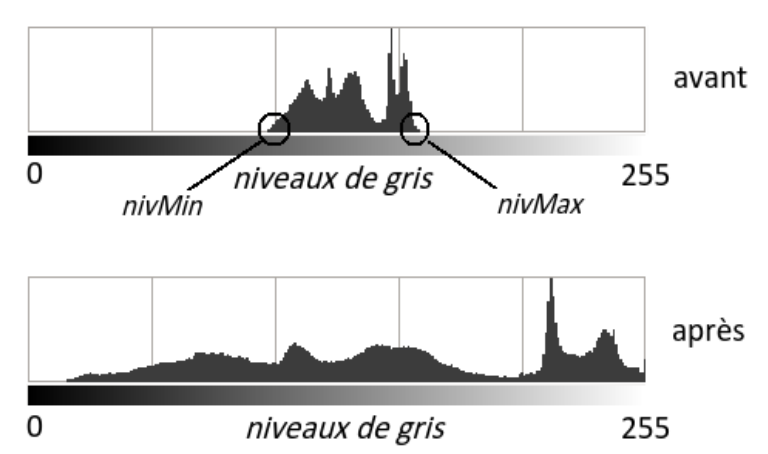 avant
0 niveaux de gris 255
nivMin nivMax
après
0 niveaux de gris 255